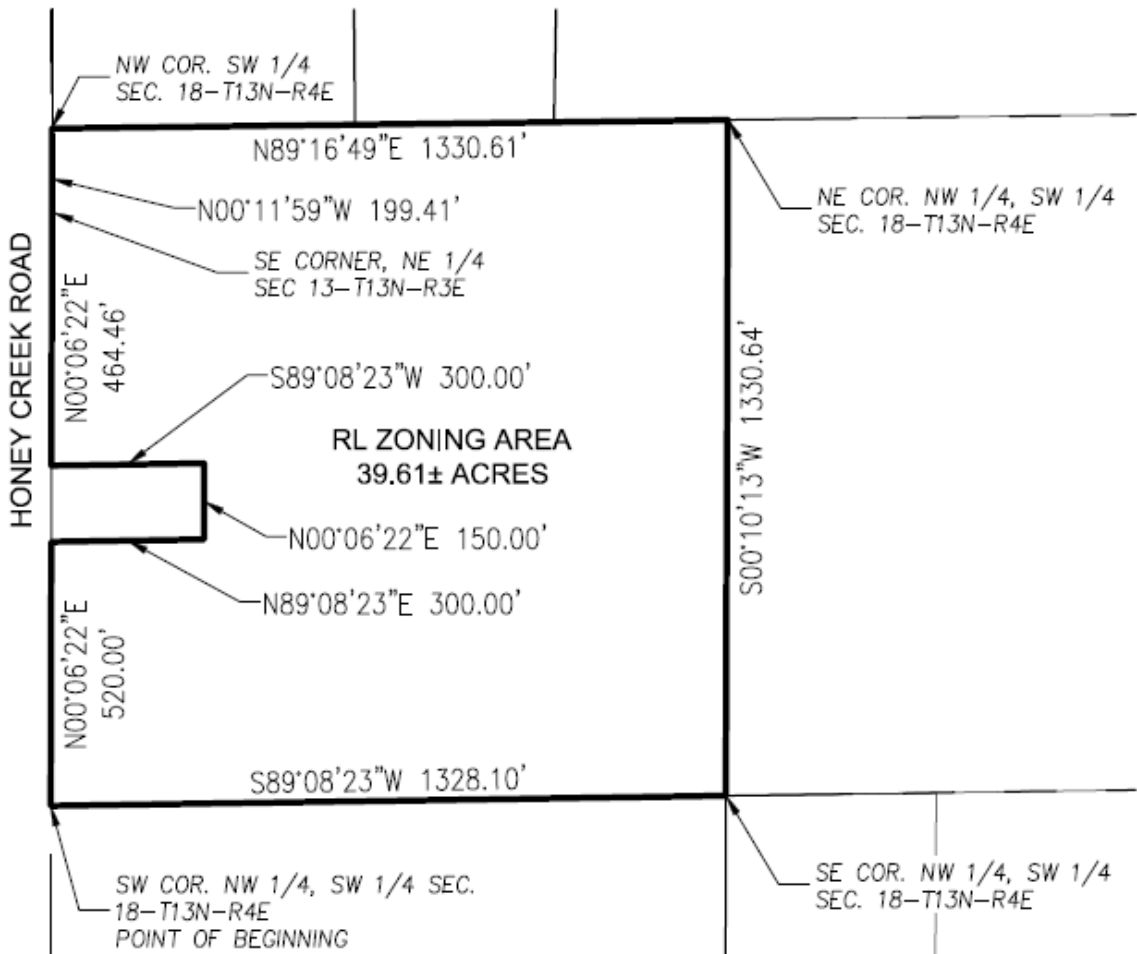 NW COR. SW 1/4
SEC. 18-T13N-R4E
N89°16'49"E 1330.61'
N00°11'59"W 199.41'
NE COR. NW 1/4, SW 1/4
SEC. 18-T13N-R4E
SE CORNER, NE 1/4
SEC 13-T13N-R3E
HONEY CREEK ROAD
N00°06'22"E
464.46'
S89°08'23"W 300.00'
RL ZONING AREA
39.61± ACRES
S00°10'13"W 1330.64'
N00°06'22"E 150.00'
N89°08'23"E 300.00'
N00°06'22"E
520.00'
S89°08'23"W 1328.10'
SW COR. NW 1/4, SW 1/4 SEC.
18-T13N-R4E
POINT OF BEGINNING
SE COR. NW 1/4, SW 1/4
SEC. 18-T13N-R4E